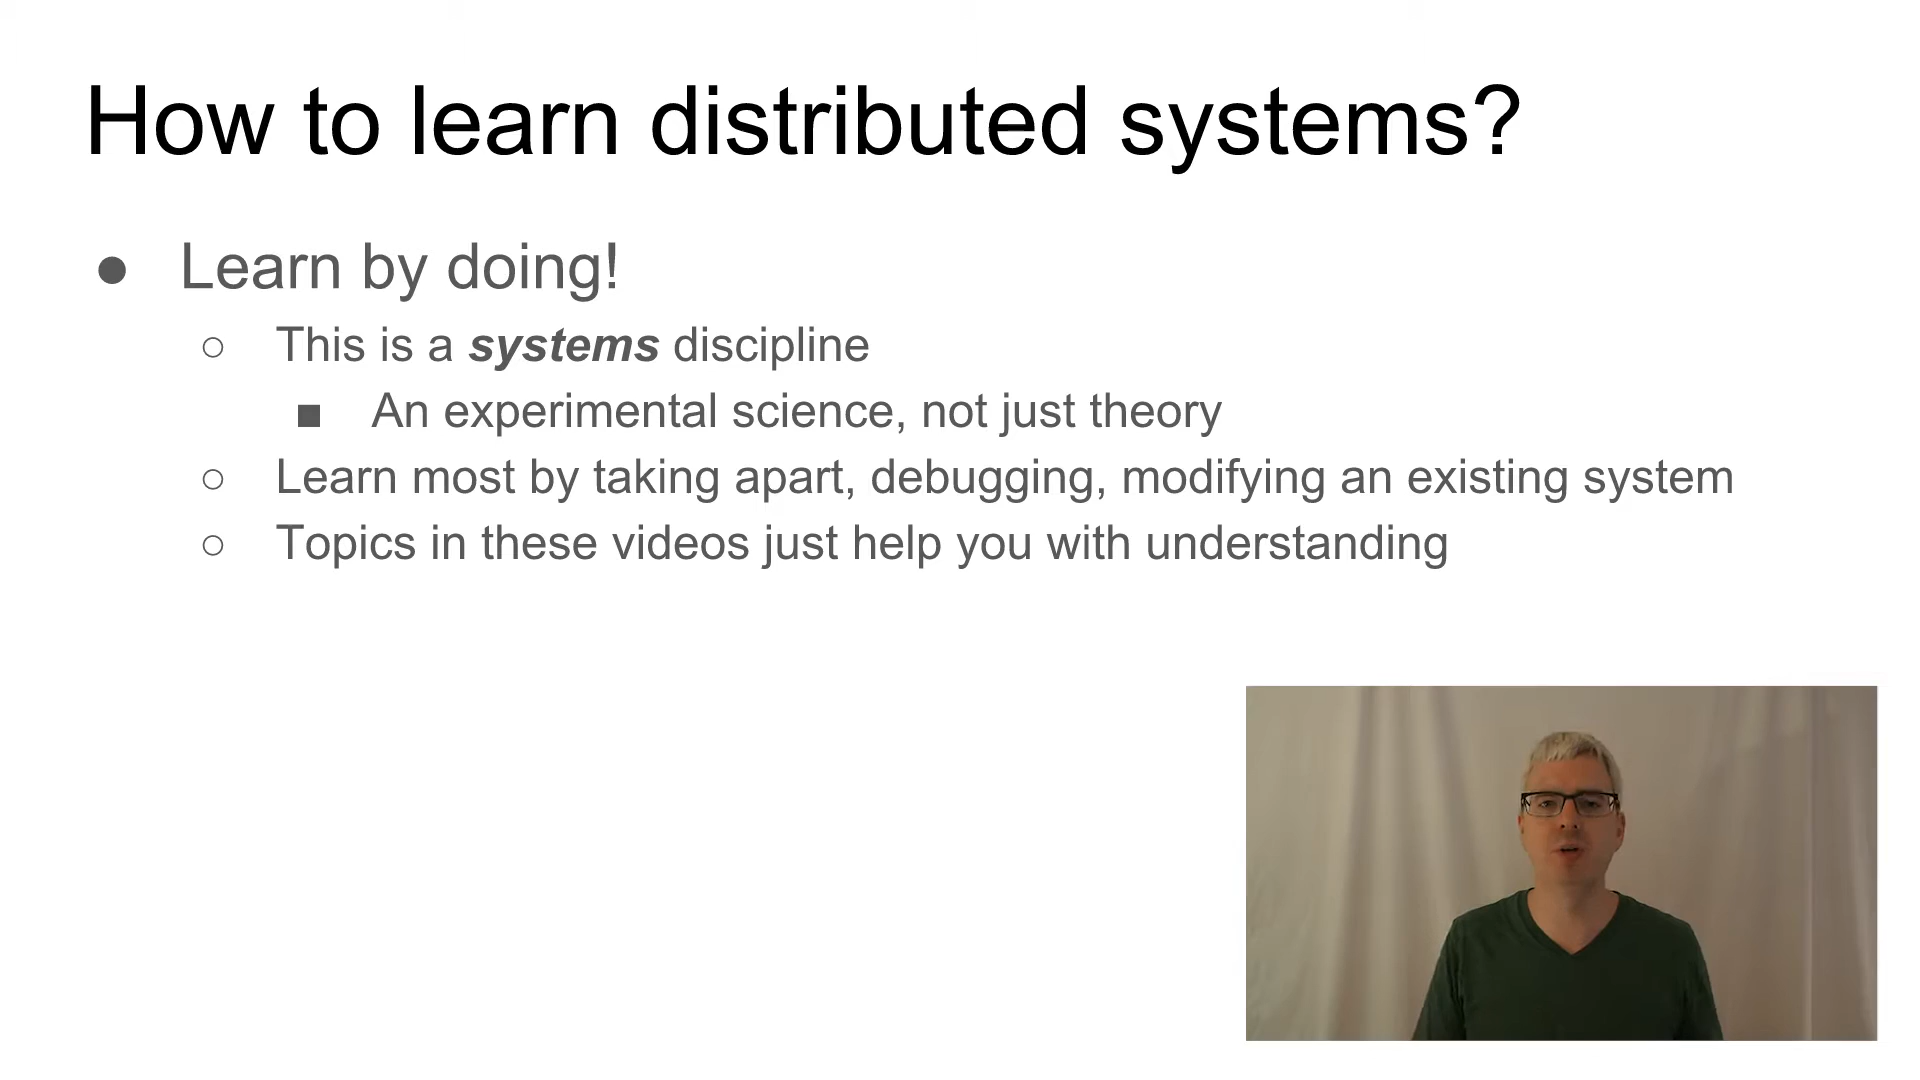 How to learn distributed systems?
● Learn by doing!
○ This is a systems discipline
■ An experimental science, not just theory
○ Learn most by taking apart, debugging, modifying an existing system
○ Topics in these videos just help you with understanding